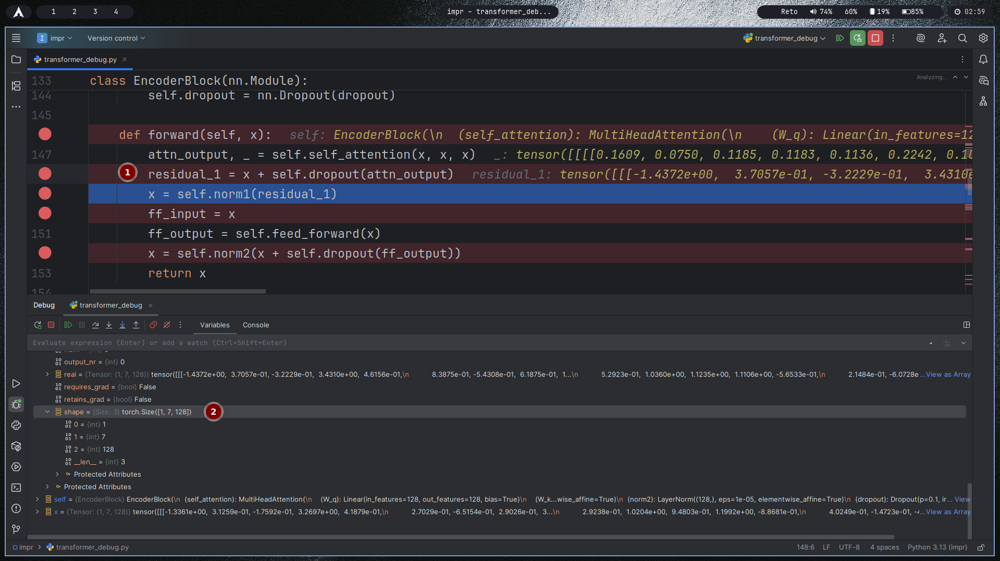 1 2 3 4
impr - transformer_deb...
Reto 74% 60% 19% 85% 02:59
I impr Version control
transformer_debug
transformer_debug.py
Analyzing...
133 class EncoderBlock(nn.Module):
144 self.dropout = nn.Dropout(dropout)
145
def forward(self, x): self: EncoderBlock(\n (self_attention): MultiHeadAttention(\n (W_q): Linear(in_features=12
147 attn_output, _ = self.self_attention(x, x, x) _: tensor([[[[0.1609, 0.0750, 0.1185, 0.1183, 0.1136, 0.2242, 0.18
1 residual_1 = x + self.dropout(attn_output) residual_1: tensor([[[-1.4372e+00, 3.7057e-01, -3.2229e-01, 3.4310e
x = self.norm1(residual_1)
ff_input = x
151 ff_output = self.feed_forward(x)
x = self.norm2(x + self.dropout(ff_output))
153 return x
154
Debug transformer_debug
Variables Console
Evaluate expression (Enter) or add a watch (Ctrl+Shift+Enter)
output_nr = {int} 0
real = {Tensor: (1, 7, 128)} tensor([[[-1.4372e+00, 3.7057e-01, -3.2229e-01, 3.4310e+00, 4.6156e-01,\n 8.3875e-01, -5.4308e-01, 6.1875e-01, 1...\n 5.2923e-01, 1.0360e+00, 1.1235e+00, 1.1106e+00, -5.6533e-01,\n 2.1484e-01, -6.0728e ...View as Array
requires_grad = {bool} False
retains_grad = {bool} False
shape = {Size: 3} torch.Size([1, 7, 128]) 2
0 = {int} 1
1 = {int} 7
2 = {int} 128
__len__ = {int} 3
Protected Attributes
Protected Attributes
self = {EncoderBlock} EncoderBlock(\n (self_attention): MultiHeadAttention(\n (W_q): Linear(in_features=128, out_features=128, bias=True)\n (W_k...wise_affine=True)\n (norm2): LayerNorm((128,), eps=1e-05, elementwise_affine=True)\n (dropout): Dropout(p=0.1, ir... View
x = {Tensor: (1, 7, 128)} tensor([[[-1.3361e+00, 3.1259e-01, -1.7592e-01, 3.2697e+00, 4.1879e-01,\n 2.7029e-01, -6.5154e-01, 2.9026e-01, 3...\n 2.9238e-01, 1.0204e+00, 9.4803e-01, 1.1992e+00, -8.8681e-01,\n 4.0249e-01, -1.4723e-01, -4 ...View as Array
impr transformer_debug.py
148:6 LF UTF-8 4 spaces Python 3.13 (impr)